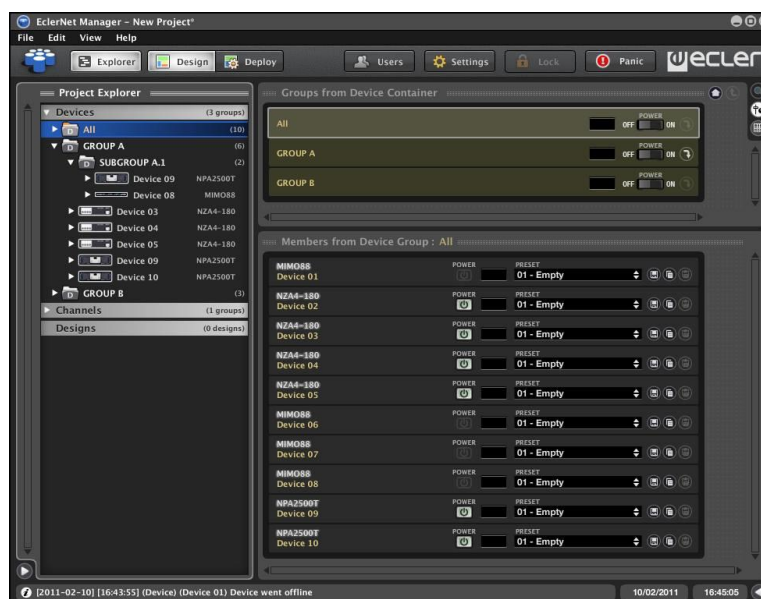 EclerNet Manager – New Project*
File Edit View Help
Explorer Design Deploy Users Settings Lock Panic ecler
Project Explorer
Devices (3 groups)
All (10)
GROUP A (6)
SUBGROUP A.1 (2)
Device 09 NPA2500T
Device 08 MIMO88
Device 03 NZA4-180
Device 04 NZA4-180
Device 05 NZA4-180
Device 09 NPA2500T
Device 10 NPA2500T
GROUP B (3)
Channels (1 groups)
Designs (0 designs)
Groups from Device Container
All POWER OFF ON
GROUP A POWER OFF ON
GROUP B POWER OFF ON
Members from Device Group : All
MIMO88 POWER PRESET
Device 01 01 - Empty
NZA4-180 POWER PRESET
Device 02 01 - Empty
NZA4-180 POWER PRESET
Device 03 01 - Empty
NZA4-180 POWER PRESET
Device 04 01 - Empty
NZA4-180 POWER PRESET
Device 05 01 - Empty
MIMO88 POWER PRESET
Device 06 01 - Empty
MIMO88 POWER PRESET
Device 07 01 - Empty
MIMO88 POWER PRESET
Device 08 01 - Empty
NPA2500T POWER PRESET
Device 09 01 - Empty
NPA2500T POWER PRESET
Device 10 01 - Empty
[2011-02-10] [16:43:55] (Device) (Device 01) Device went offline 10/02/2011 16:45:05